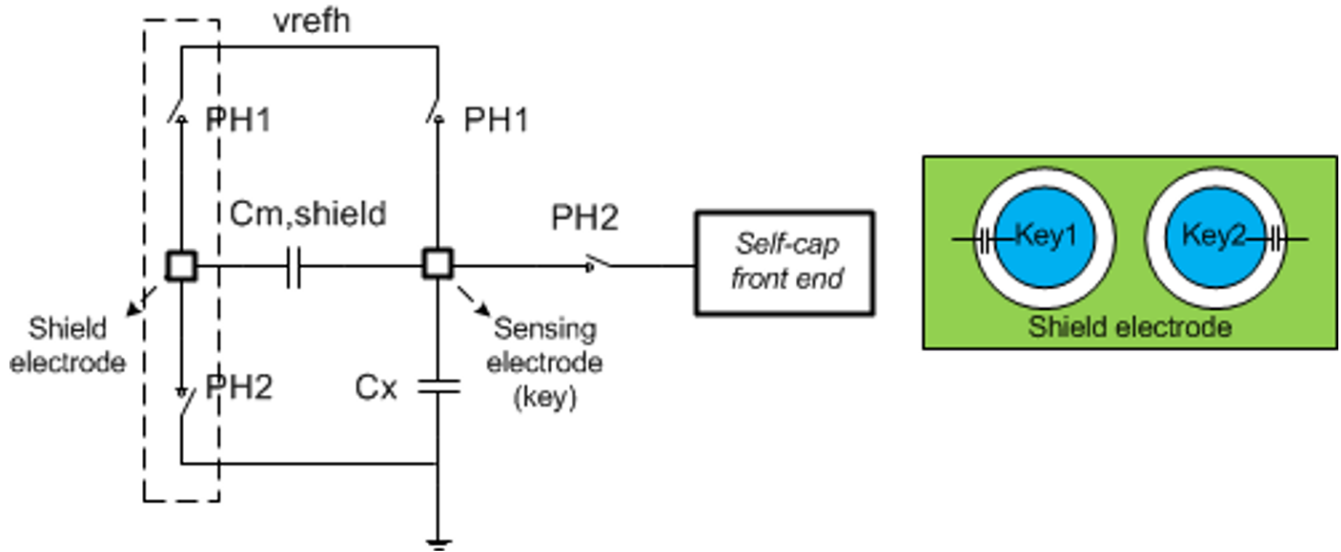 vrefh
PH1
PH1
Cm,shield
PH2
Self-cap
front end
Shield
electrode
Sensing
electrode
(key)
PH2
Cx
Key1
Key2
Shield electrode